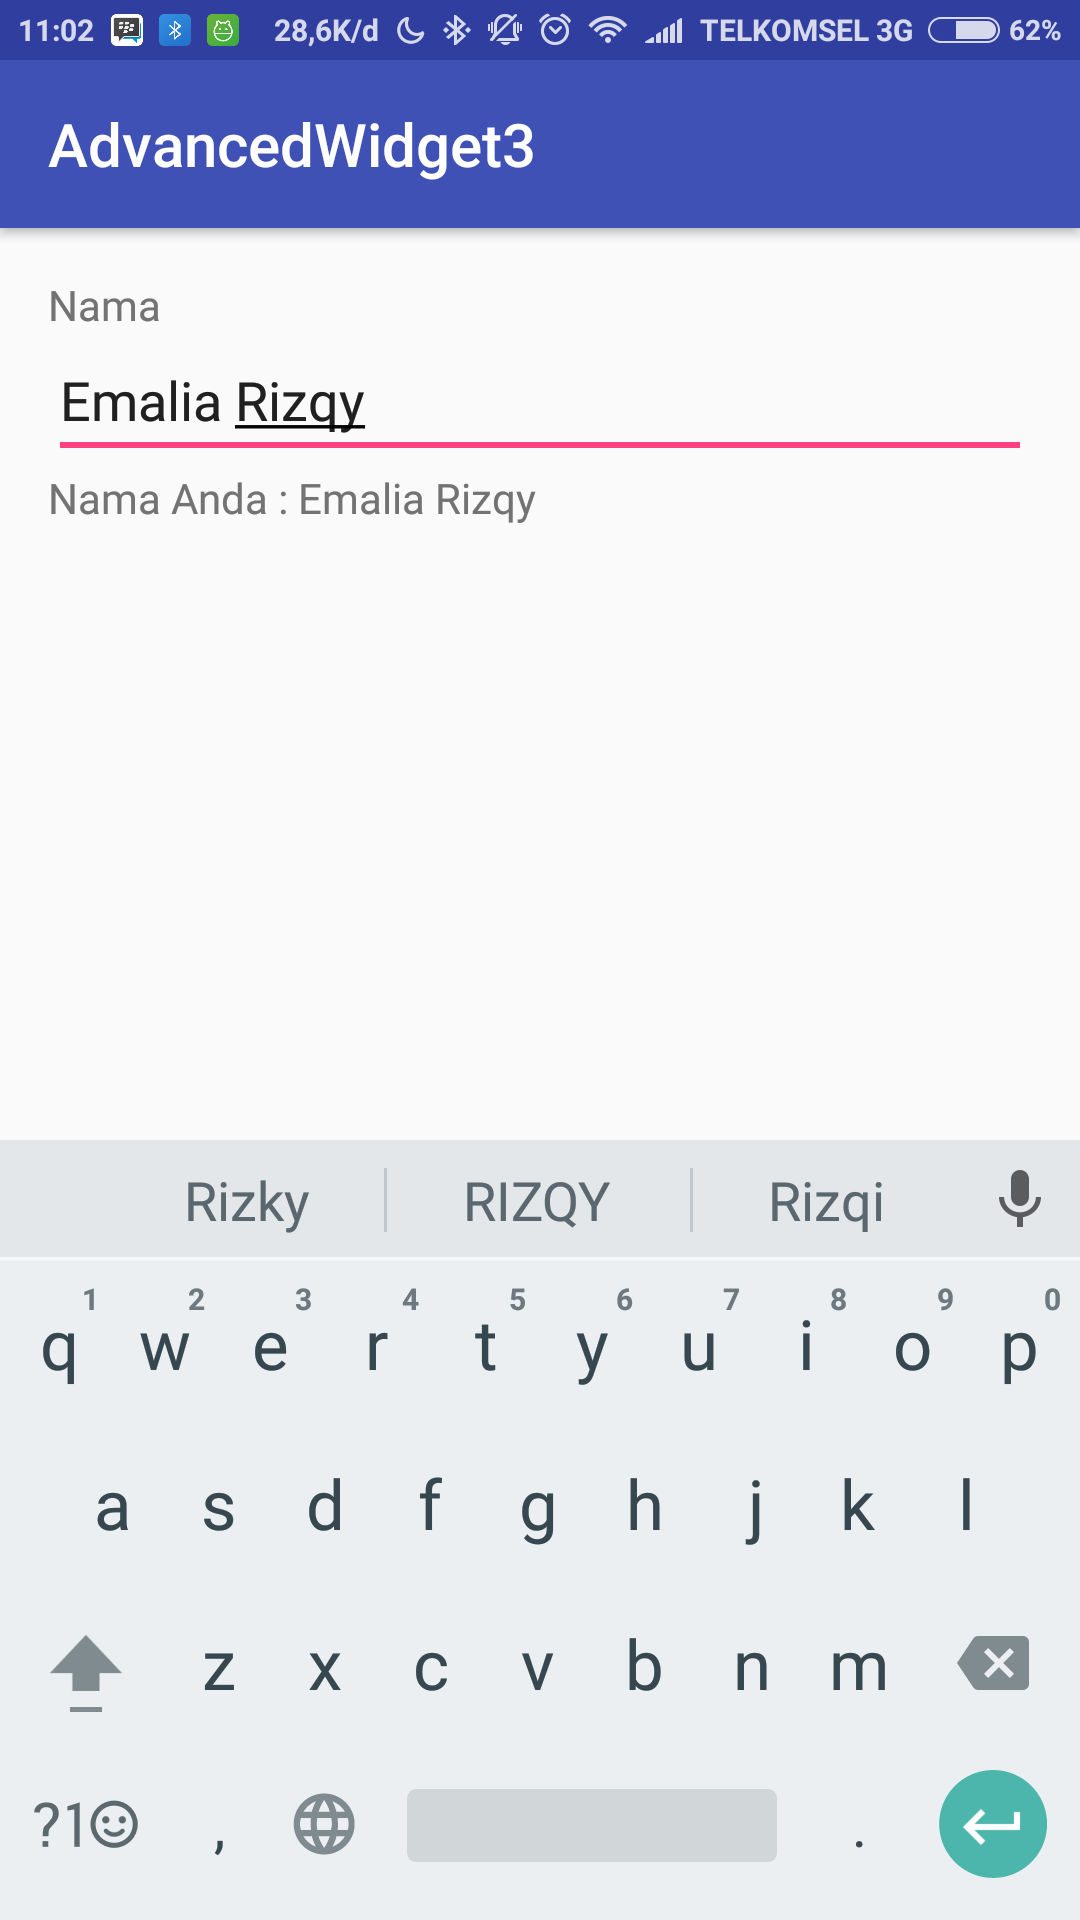 11:02 28,6K/d TELKOMSEL 3G 62%
AdvancedWidget3
Nama
Emalia Rizqy
Nama Anda : Emalia Rizqy
Rizky RIZQY Rizqi
1 2 3 4 5 6 7 8 9 0
q w e r t y u i o p
a s d f g h j k l
z x c v b n m
?1 , .